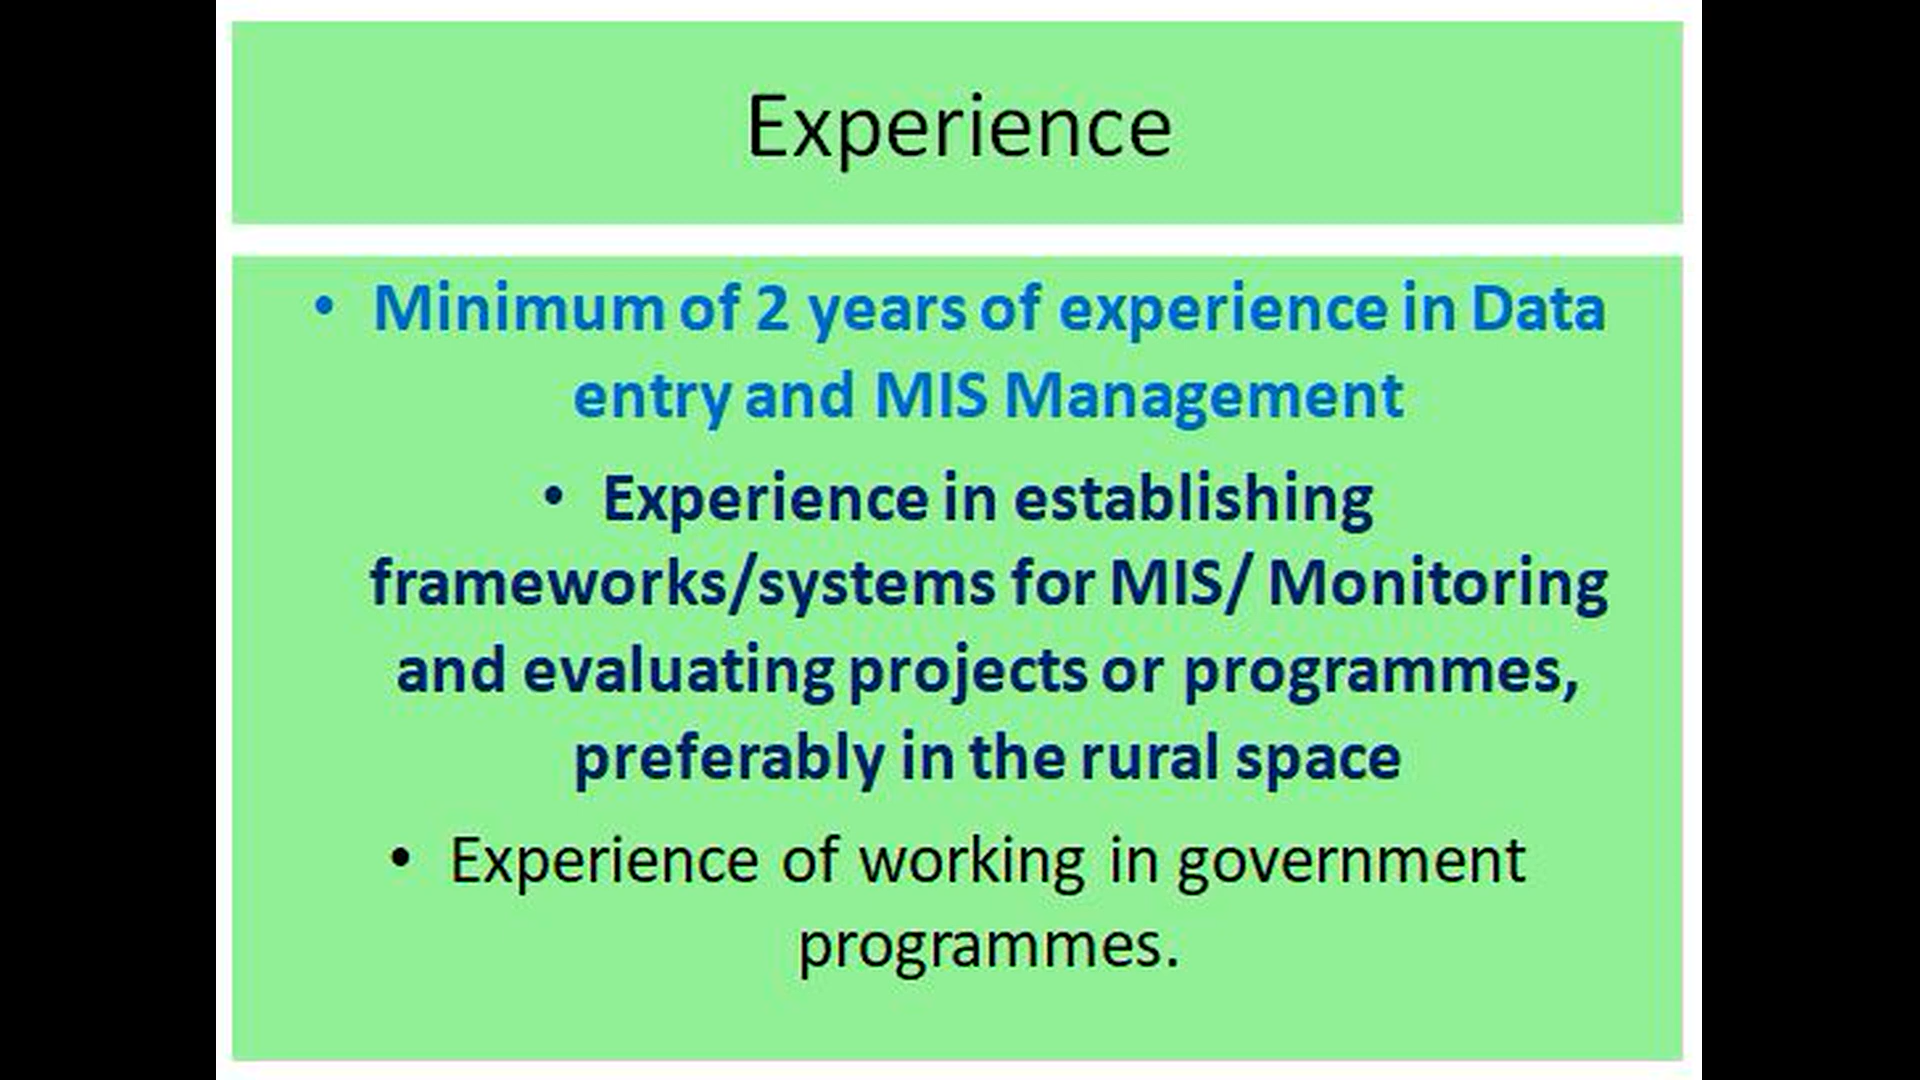 Experience
• Minimum of 2 years of experience in Data
entry and MIS Management
• Experience in establishing
frameworks/systems for MIS/ Monitoring
and evaluating projects or programmes,
preferably in the rural space
• Experience of working in government
programmes.